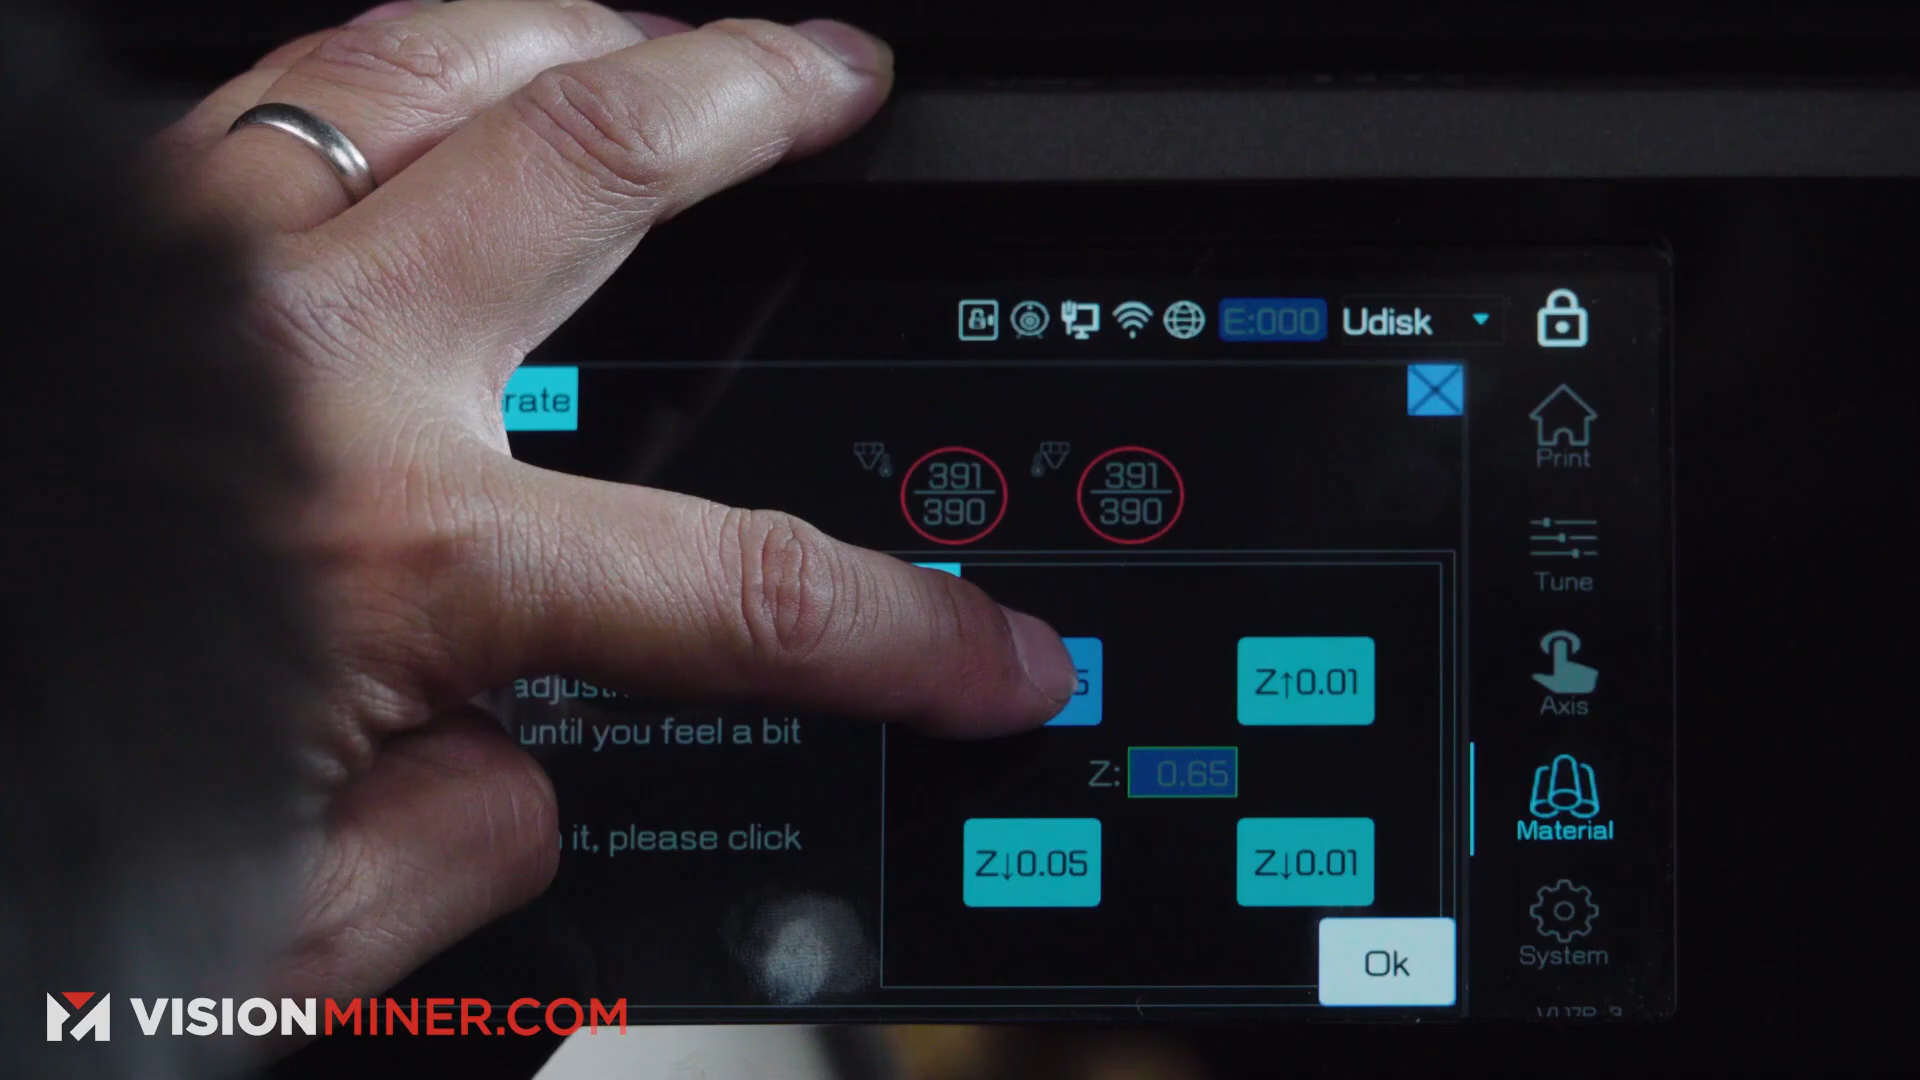 E:000 Udisk
rate
391 391
390 390
Print
Tune
Z↑0.01
until you feel a bit
Axis
Z: 0.65
it, please click
Z↓0.05 Z↓0.01
Material
Ok
System
VISIONMINER.COM